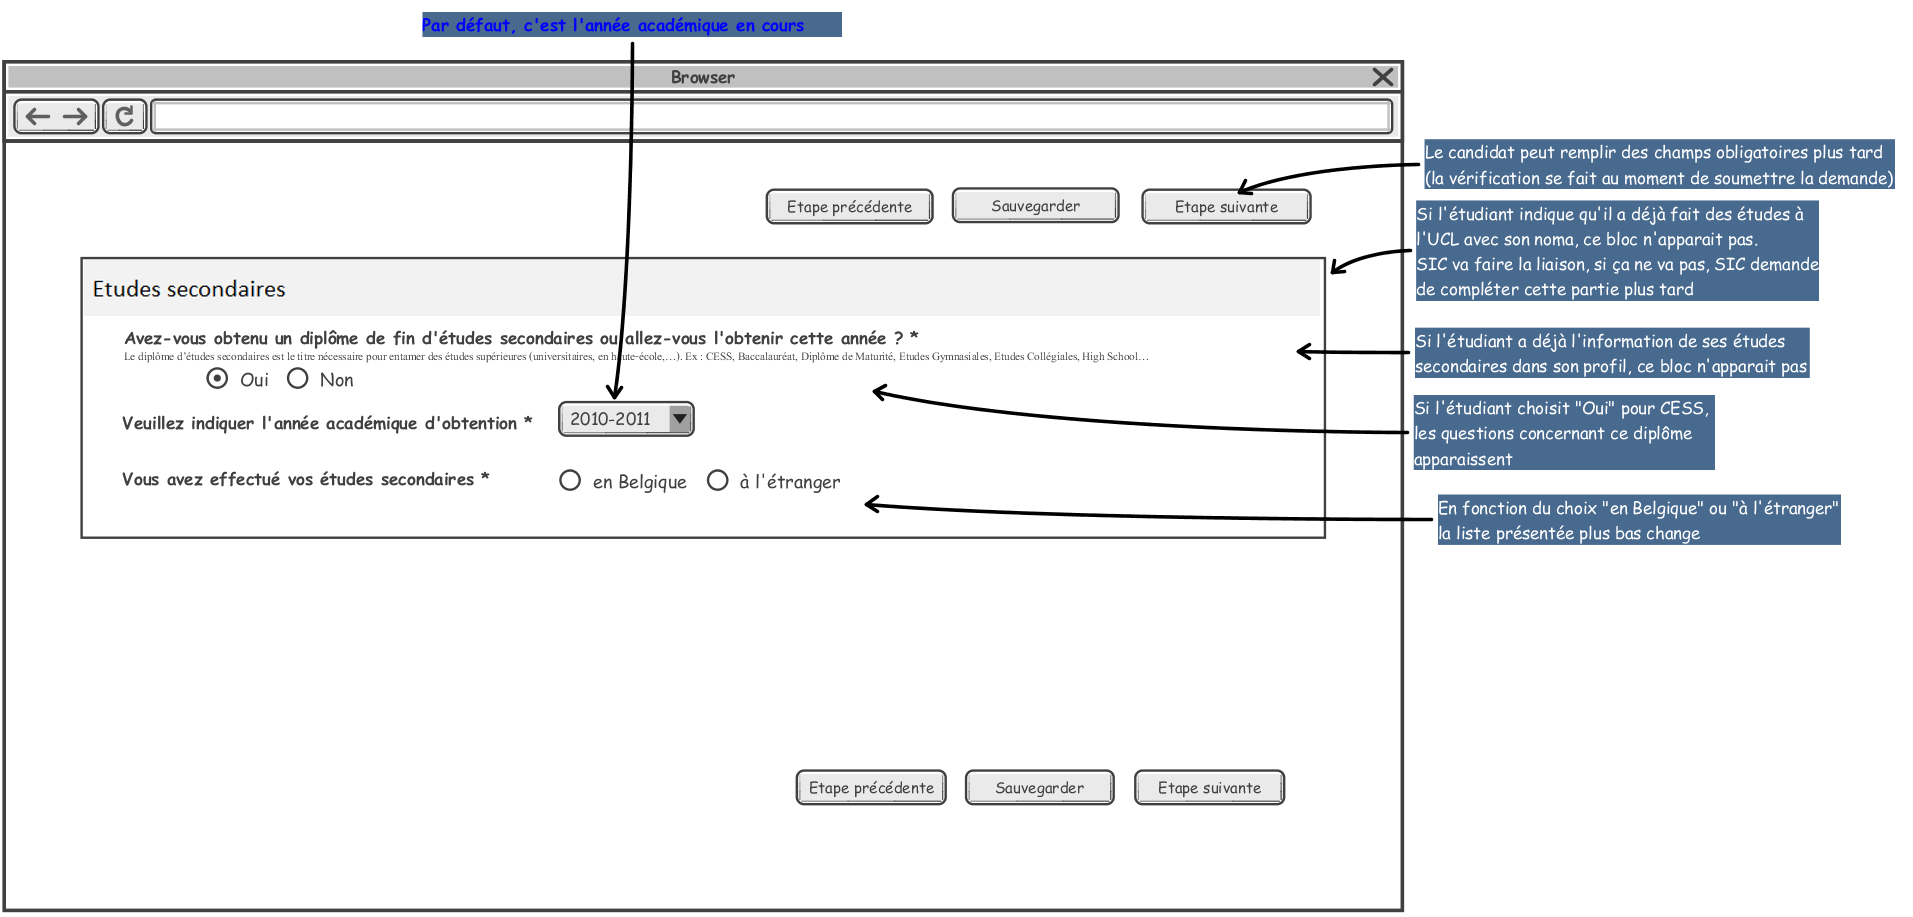 Par défaut, c'est l'année académique en cours
Browser
Le candidat peut remplir des champs obligatoires plus tard
(la vérification se fait au moment de soumettre la demande)
Etape précédente
Sauvegarder
Etape suivante
Si l'étudiant indique qu'il a déjà fait des études à
l'UCL avec son noma, ce bloc n'apparait pas.
SIC va faire la liaison, si ça ne va pas, SIC demande
de compléter cette partie plus tard
Etudes secondaires
Avez-vous obtenu un diplôme de fin d'études secondaires ou allez-vous l'obtenir cette année ? *
Le diplôme d'études secondaires est le titre nécessaire pour entamer des études supérieures (universitaires, en haute-école,...). Ex : CESS, Baccalauréat, Diplôme de Maturité, Etudes Gymnasiales, Etudes Collégiales, High School...
Oui
Non
Si l'étudiant a déjà l'information de ses études
secondaires dans son profil, ce bloc n'apparait pas
Veuillez indiquer l'année académique d'obtention *
2010-2011
Si l'étudiant choisit "Oui" pour CESS,
les questions concernant ce diplôme
apparaissent
Vous avez effectué vos études secondaires *
en Belgique
à l'étranger
En fonction du choix "en Belgique" ou "à l'étranger"
la liste présentée plus bas change
Etape précédente
Sauvegarder
Etape suivante